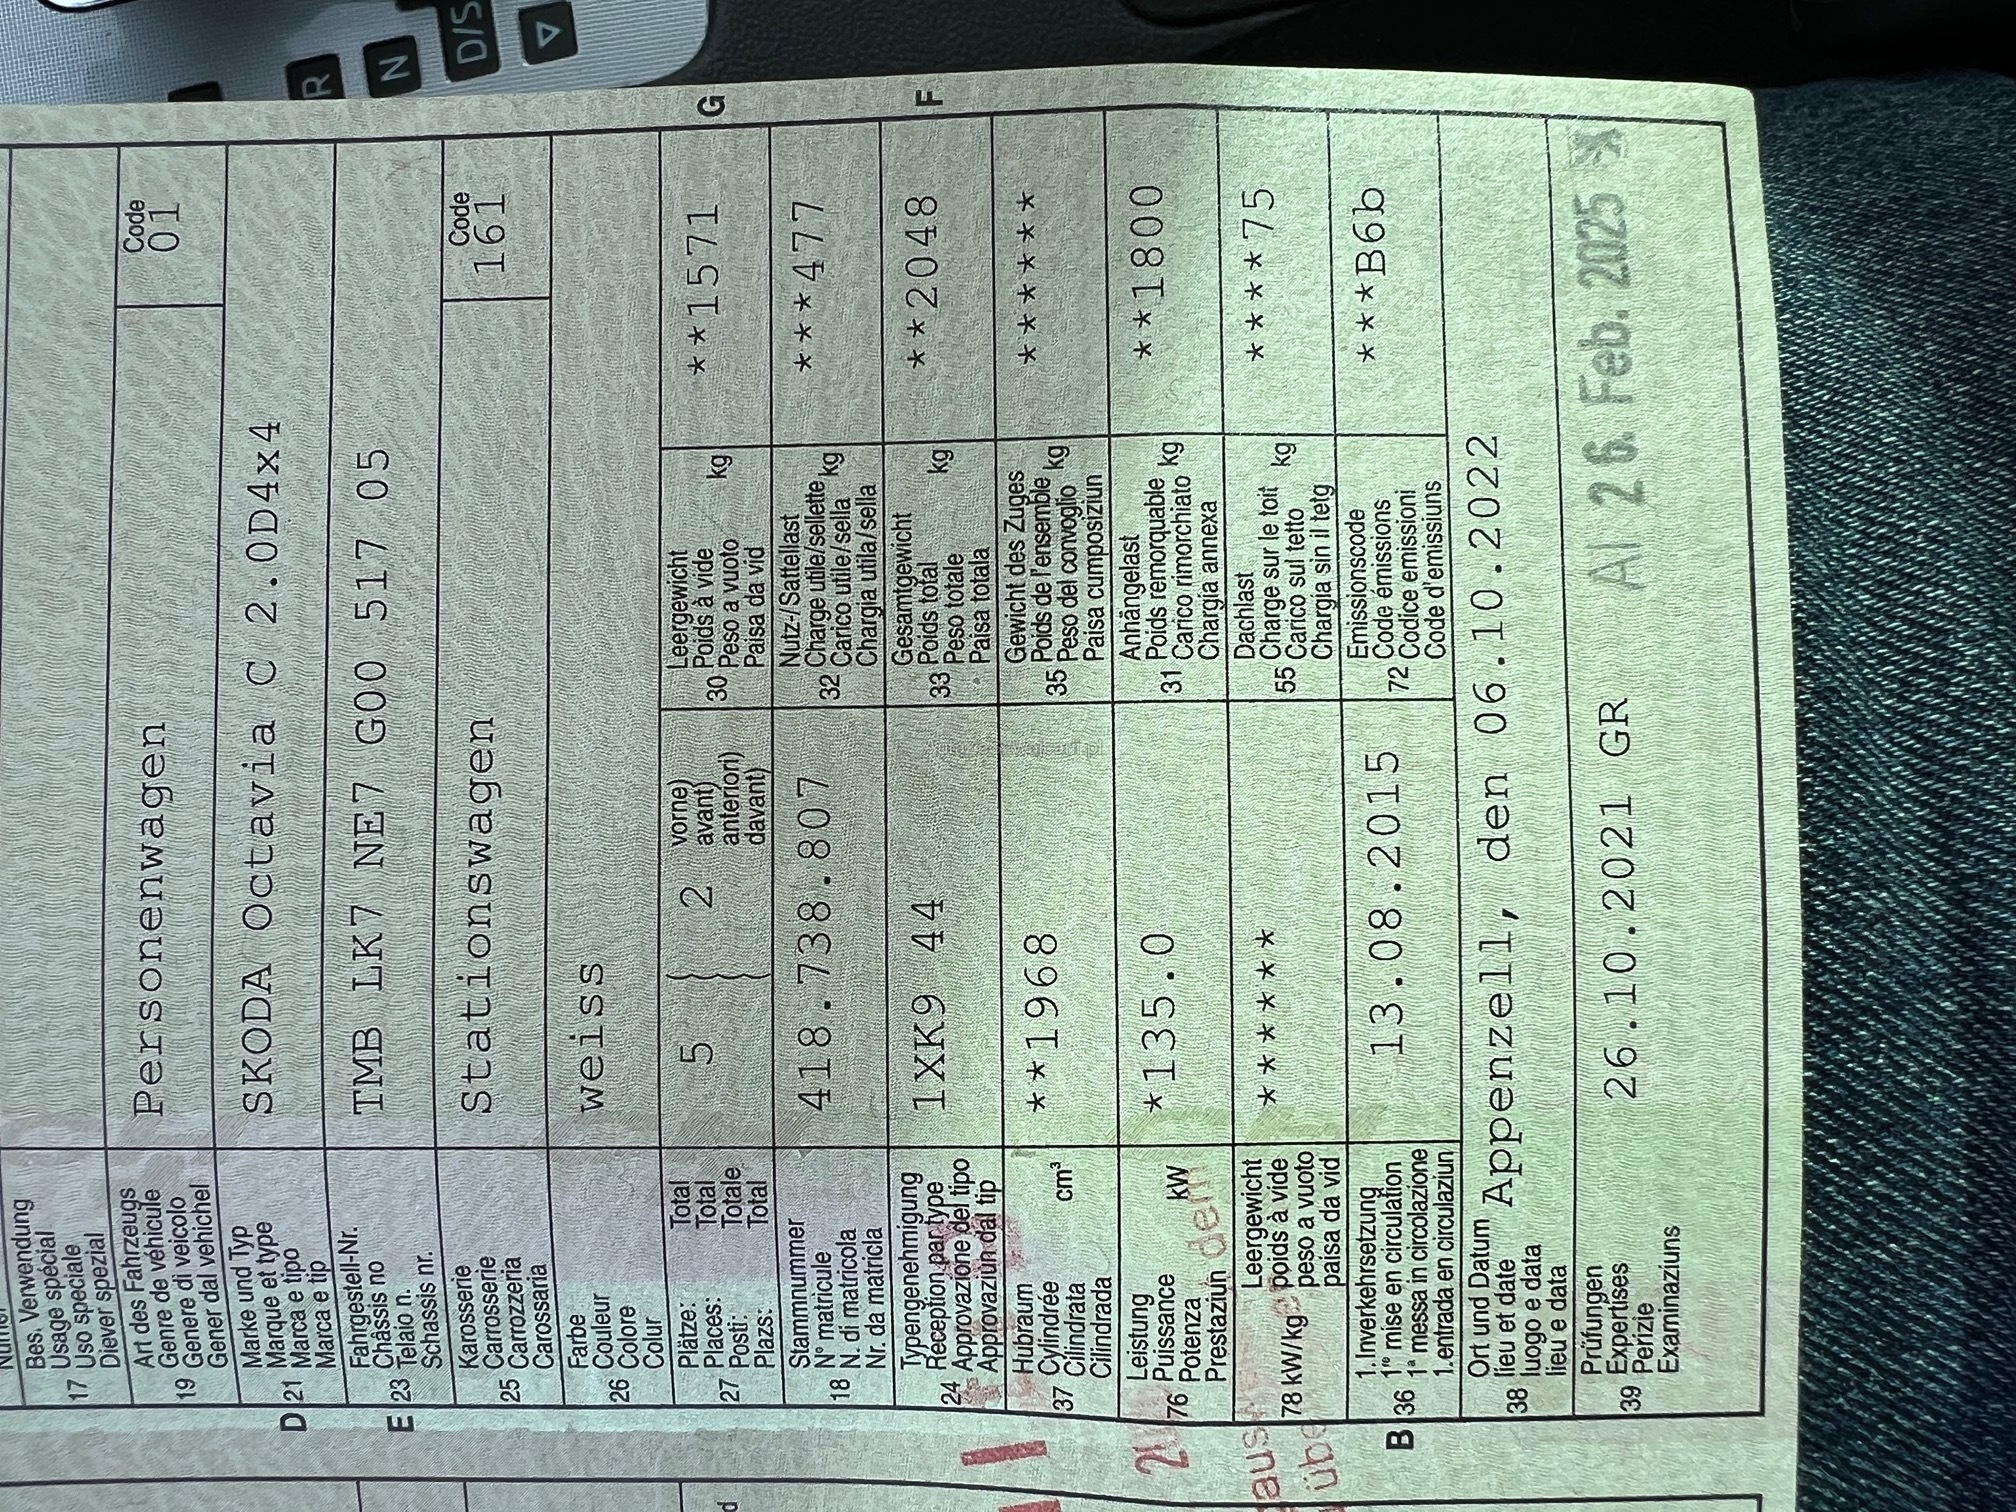 R
N
D/S
Bes. Verwendung
Usage spécial
17 Uso speciale
Diever spezial
Art des Fahrzeugs
Genre de véhicule
19 Genere di veicolo
Gener dal vehichel
Personenwagen
Code
01
Marke und Typ
Marque et type
D 21 Marca e tipo
Marca e tip
SKODA Octavia C 2.0D4x4
Fahrgestell-Nr.
Châssis no
E 23 Telaio n.
Schassis nr.
TMB LK7 NE7 G00 517 05
Karosserie
Carrosserie
25 Carrozzeria
Carossaria
Stationswagen
Code
161
Farbe
Couleur
26 Colore
Colur
weiss
Plätze: Total
Places: Total
27 Posti: Totale
Plazs: Total
5 2
vorne)
avant)
anteriori)
davant)
Leergewicht
30 Poids à vide
Peso a vuoto kg
Paisa da vid
**1571
G
Stammnummer
N° matricule
18 N. di matricola
Nr. da matricla
418.738.807
Nutz-/Sattellast
Charge utile/sellette kg
32 Carico utile/sella
Chargia utila/sella
***477
Typengenehmigung
Reception par type
24 Approvazione del tipo
Approvaziun dal tip
1XK9 44
Gesamtgewicht
Poids total kg
33 Peso totale
Paisa totala
**2048
F
Hubraum
Cylindrée
37 Cilindrata cm³
Cilindrada
**1968
Gewicht des Zuges
Poids de l'ensemble kg
35 Peso del convoglio
Paisa cumposiziun
******
Leistung
Puissance
76 Potenza kW
Prestaziun
*135.0
Anhängelast
Poids remorquable kg
31 Carico rimorchiato
Chargia annexa
**1800
Leergewicht
78 kW/kg poids à vide
peso a vuoto
paisa da vid
******
Dachlast
Charge sur le toit kg
55 Carico sul tetto
Chargia sin il tetg
****75
1. Inverkehrsetzung
1re mise en circulation
B 36 1a messa in circolazione
1. entrada en circulaziun
13.08.2015
Emissionscode
Code émissions
72 Codice emissioni
Code d'emissiuns
***B6b
Ort und Datum
lieu et date
38 luogo e data
lieu e data
Appenzell, den 06.10.2022
Prüfungen
Expertises
39 Perizie
Examinaziuns
26.10.2021 GR
AI 26. Feb. 2025